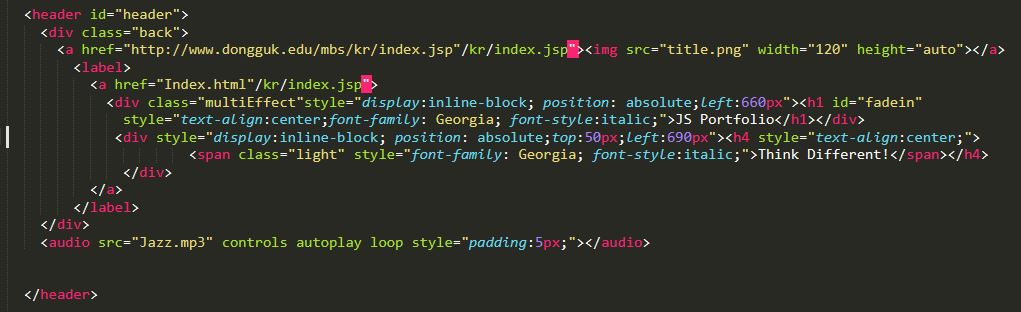 <header id="header">
<div class="back">
<a href="http://www.dongguk.edu/mbs/kr/index.jsp"/kr/index.jsp"><img src="title.png" width="120" height="auto"></a>
<label>
<a href="Index.html"/kr/index.jsp">
<div class="multiEffect"style="display:inline-block; position: absolute;left:660px"><h1 id="fadein"
style="text-align:center;font-family: Georgia; font-style:italic;">JS Portfolio</h1></div>
<div style="display:inline-block; position: absolute;top:50px;left:690px"><h4 style="text-align:center;">
<span class="light" style="font-family: Georgia; font-style:italic;">Think Different!</span></h4>
</div>
</a>
</label>
</div>
<audio src="Jazz.mp3" controls autoplay loop style="padding:5px;"></audio>
</header>